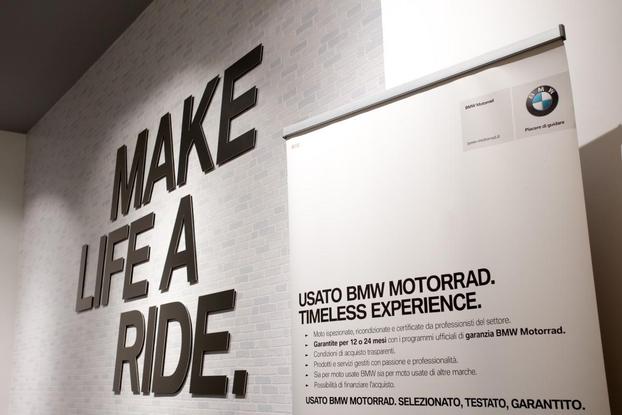 MAKE
LIFE A
RIDE.
BMW Motorrad
BMW
Piacere di guidare
USATO BMW MOTORRAD.
TIMELESS EXPERIENCE.
Moto ispezionate, ricondizionate e certificate da professionisti del settore.
Garantite per 12 o 24 mesi con i programmi ufficiali di garanzia BMW Motorrad.
Condizioni di acquisto trasparenti.
Prodotti e servizi gestiti con passione e professionalità.
Sia per moto usate BMW sia per moto usate di altre marche.
Possibilità di finanziare l'acquisto.
USATO BMW MOTORRAD. SELEZIONATO, TESTATO, GARANTITO.